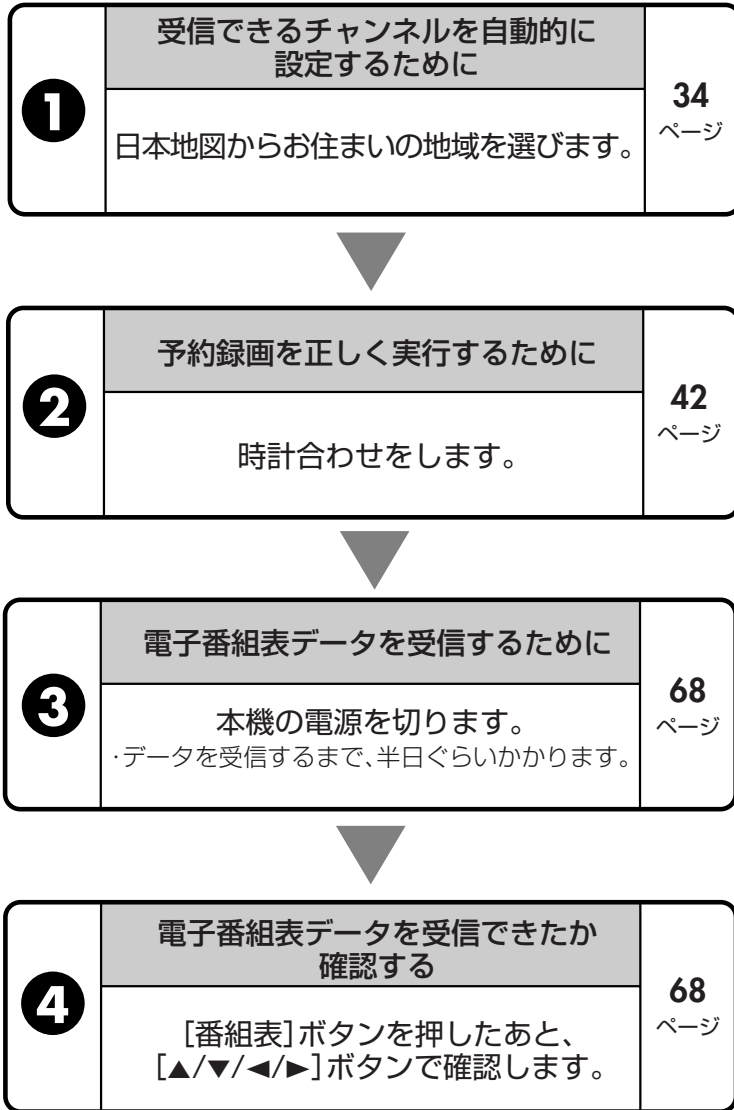 1
受信できるチャンネルを自動的に
設定するために
日本地図からお住まいの地域を選びます。
34
ページ
2
予約録画を正しく実行するために
時計合わせをします。
42
ページ
3
電子番組表データを受信するために
本機の電源を切ります。
・データを受信するまで、半日ぐらいかかります。
68
ページ
4
電子番組表データを受信できたか
確認する
[番組表]ボタンを押したあと、
[▲/▼/◄/►]ボタンで確認します。
68
ページ